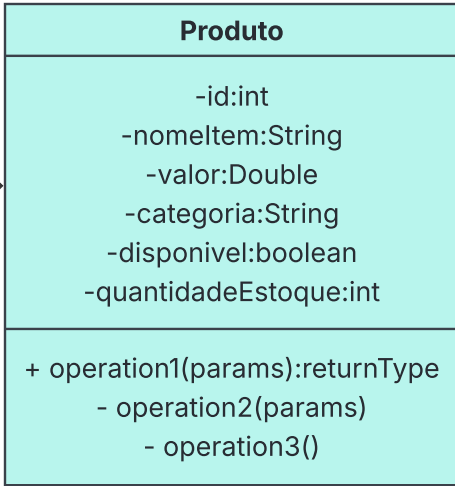 Produto
-id:int
-nomeItem:String
-valor:Double
-categoria:String
-disponivel:boolean
-quantidadeEstoque:int
+ operation1(params):returnType
- operation2(params)
- operation3()